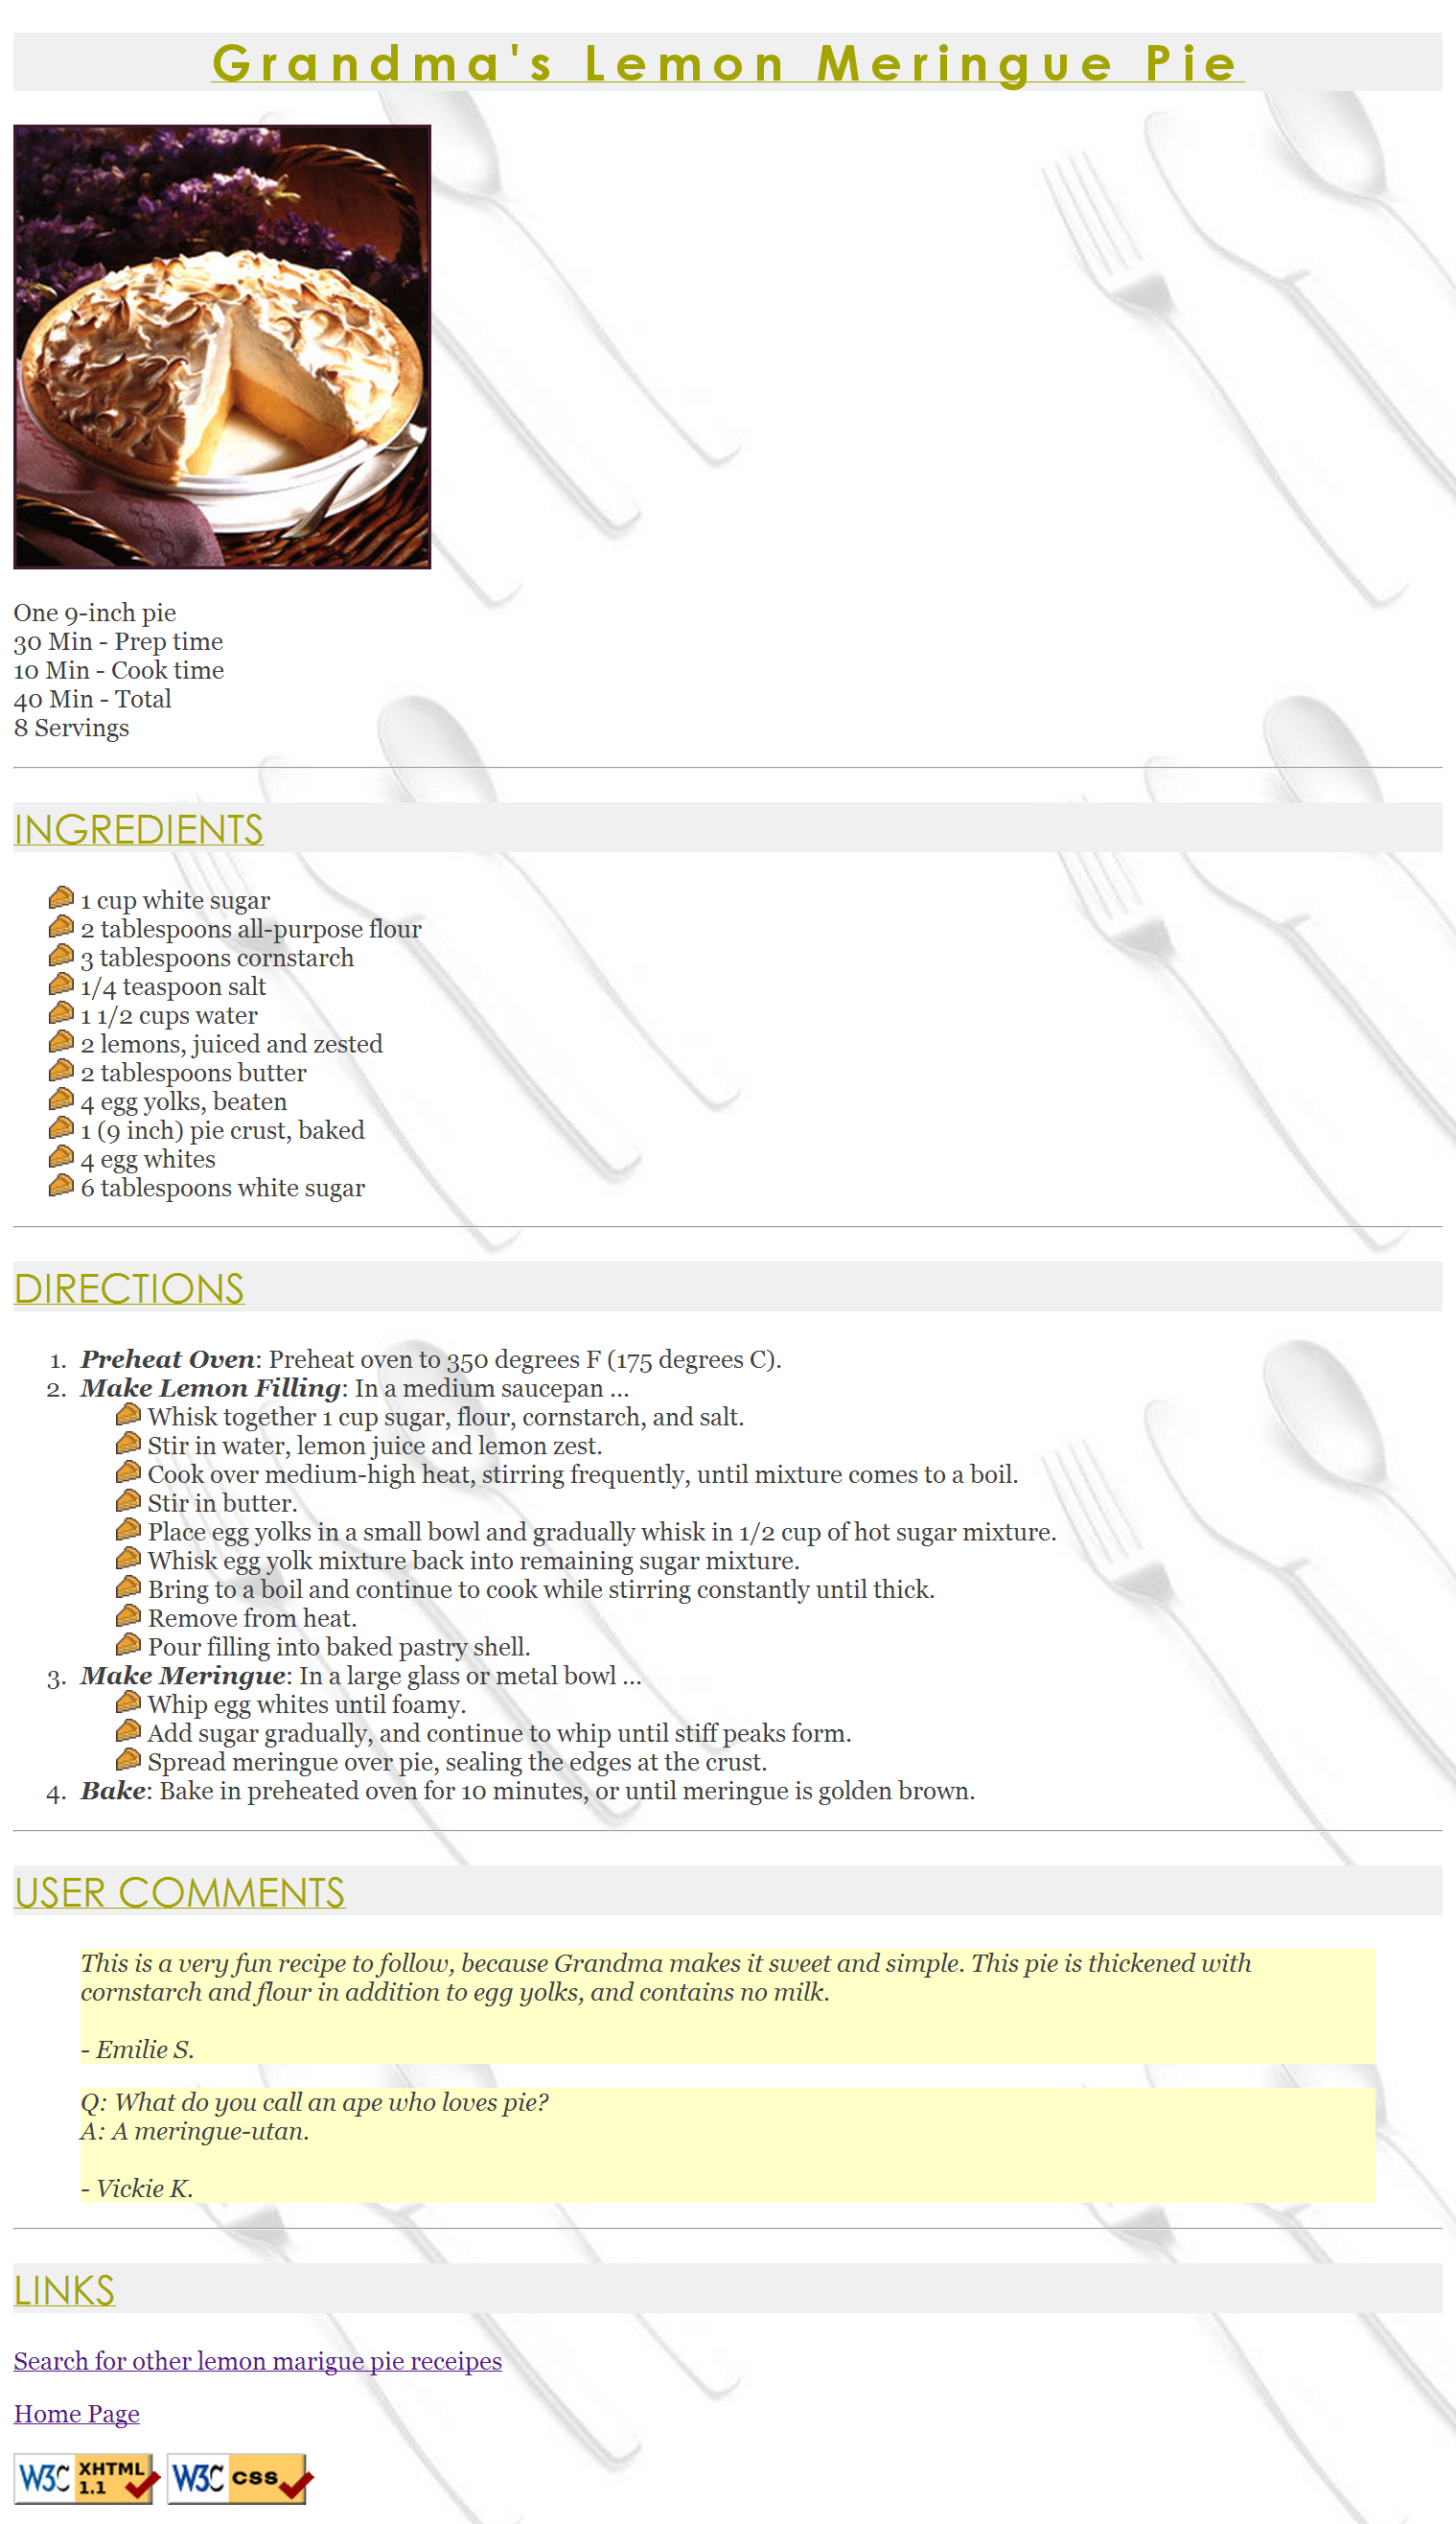 Grandma's Lemon Meringue Pie
One 9-inch pie
30 Min - Prep time
10 Min - Cook time
40 Min - Total
8 Servings
INGREDIENTS
1 cup white sugar
2 tablespoons all-purpose flour
3 tablespoons cornstarch
1/4 teaspoon salt
1 1/2 cups water
2 lemons, juiced and zested
2 tablespoons butter
4 egg yolks, beaten
1 (9 inch) pie crust, baked
4 egg whites
6 tablespoons white sugar
DIRECTIONS
1. Preheat Oven: Preheat oven to 350 degrees F (175 degrees C).
2. Make Lemon Filling: In a medium saucepan ...
Whisk together 1 cup sugar, flour, cornstarch, and salt.
Stir in water, lemon juice and lemon zest.
Cook over medium-high heat, stirring frequently, until mixture comes to a boil.
Stir in butter.
Place egg yolks in a small bowl and gradually whisk in 1/2 cup of hot sugar mixture.
Whisk egg yolk mixture back into remaining sugar mixture.
Bring to a boil and continue to cook while stirring constantly until thick.
Remove from heat.
Pour filling into baked pastry shell.
3. Make Meringue: In a large glass or metal bowl ...
Whip egg whites until foamy.
Add sugar gradually, and continue to whip until stiff peaks form.
Spread meringue over pie, sealing the edges at the crust.
4. Bake: Bake in preheated oven for 10 minutes, or until meringue is golden brown.
USER COMMENTS
This is a very fun recipe to follow, because Grandma makes it sweet and simple. This pie is thickened with
cornstarch and flour in addition to egg yolks, and contains no milk.
- Emilie S.
Q: What do you call an ape who loves pie?
A: A meringue-utan.
- Vickie K.
LINKS
Search for other lemon marigue pie receipes
Home Page
W3C XHTML 1.1 W3C CSS